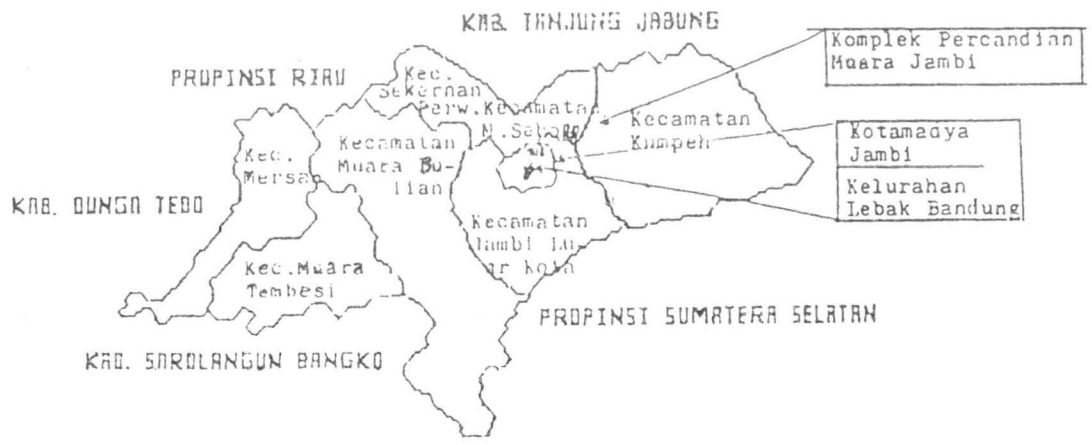 KAB. TANJUNG JABUNG
Komplek Percandian
Muara Jambi
PROPINSI RIAU
Kec.
Sekernan
Perw.Kecamatan
Kecamatan
Kumpeh
Kotamadya
Jambi
Kelurahan
Lebak Bandung
Kecamatan
Muara Bu-
lian
Kec.
Mersam
KAB. BUNGO TEBO
Kecamatan
Jambi Lu-
ar Kota
Kec.Muara
Tembesi
PROPINSI SUMATERA SELATAN
KAB. SAROLANGUN BANGKO